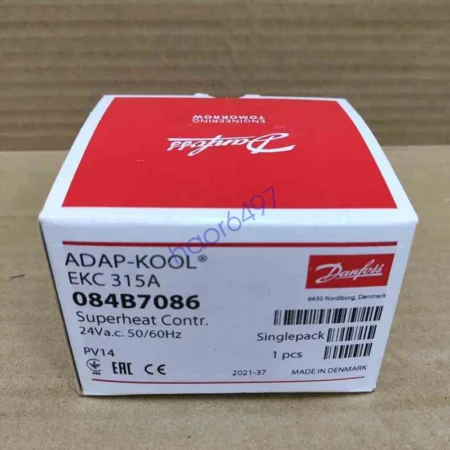 ENGINEERING
TOMORROW
Danfoss
haor6497
ADAP-KOOL®
EKC 315A
084B7086
Superheat Contr.
24Va.c. 50/60Hz
PV14
EAC CE
Danfoss
6430 Nordborg, Denmark
Singlepack
1 pcs
2021-37
MADE IN DENMARK